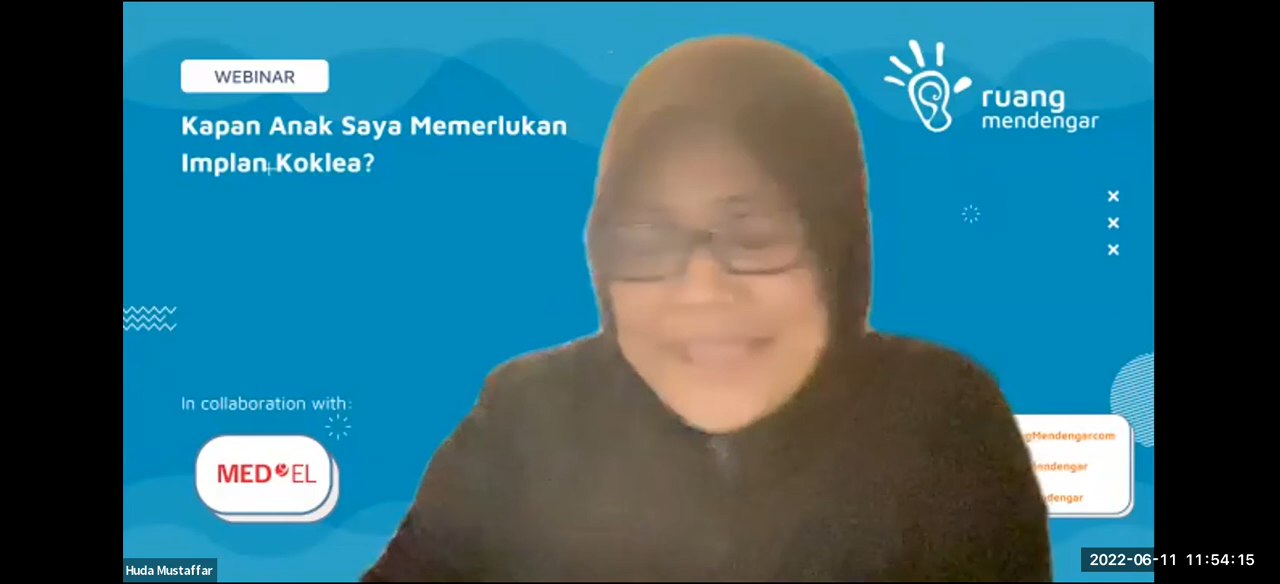 WEBINAR
Kapan Anak Saya Memerlukan
Implan Koklea?
ruang
mendengar
In collaboration with:
MED EL
Huda Mustaffar
2022-06-11 11:54:15